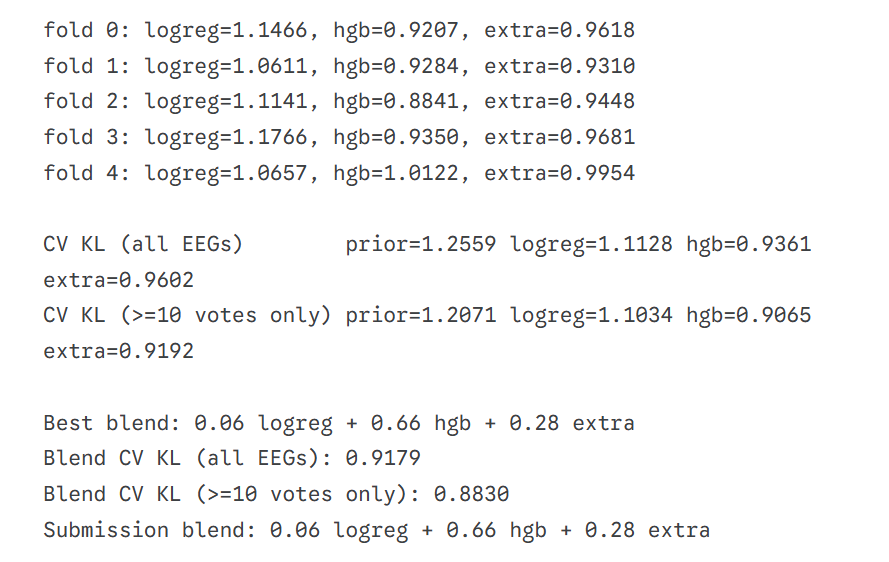 fold 0: logreg=1.1466, hgb=0.9207, extra=0.9618
fold 1: logreg=1.0611, hgb=0.9284, extra=0.9310
fold 2: logreg=1.1141, hgb=0.8841, extra=0.9448
fold 3: logreg=1.1766, hgb=0.9350, extra=0.9681
fold 4: logreg=1.0657, hgb=1.0122, extra=0.9954
CV KL (all EEGs)        prior=1.2559 logreg=1.1128 hgb=0.9361
extra=0.9602
CV KL (>=10 votes only) prior=1.2071 logreg=1.1034 hgb=0.9065
extra=0.9192
Best blend: 0.06 logreg + 0.66 hgb + 0.28 extra
Blend CV KL (all EEGs): 0.9179
Blend CV KL (>=10 votes only): 0.8830
Submission blend: 0.06 logreg + 0.66 hgb + 0.28 extra